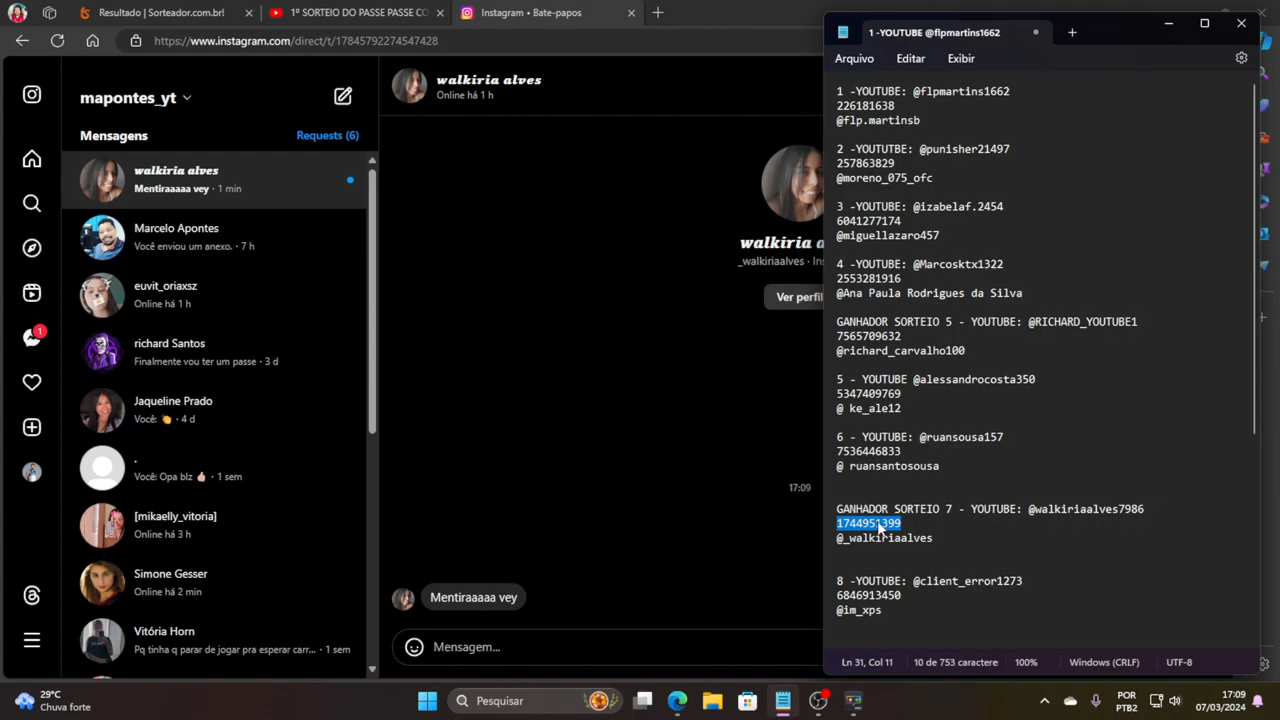 Resultado | Sorteador.com.br!
1º SORTEIO DO PASSE PASSE CO
Instagram • Bate-papos
https://www.instagram.com/direct/t/17845792274547428
mapontes_yt
Mensagens
Requests (6)
walkiria alves
Mentiraaaaa vey · 1 min
Marcelo Apontes
Você enviou um anexo. · 7 h
euvit_oriaxsz
Online há 1 h
richard Santos
Finalmente vou ter um passe · 3 d
Jaqueline Prado
Você: 👏 · 4 d
.
Você: Opa blz 🤙🏻 · 1 sem
[mikaelly_vitoria]
Online há 3 h
Simone Gesser
Online há 2 min
Vitória Horn
Pq tinha q parar de jogar pra esperar carr... · 1 sem
1
walkiria alves
Online há 1 h
walkiria a
_walkiriaalves · Ins
Ver perfil
17:09
Mentiraaaaa vey
Mensagem...
1 -YOUTUBE @flpmartins1662
Arquivo
Editar
Exibir
1 -YOUTUBE: @flpmartins1662
226181638
@flp.martinsb
2 -YOUTUTBE: @punisher21497
257863829
@moreno_075_ofc
3 -YOUTUBE: @izabelaf.2454
6041277174
@miguellazaro457
4 -YOUTUBE: @Marcosktx1322
2553281916
@Ana Paula Rodrigues da Silva
GANHADOR SORTEIO 5 - YOUTUBE: @RICHARD_YOUTUBE1
7565709632
@richard_carvalho100
5 - YOUTUBE @alessandrocosta350
5347409769
@ ke_ale12
6 - YOUTUBE: @ruansousa157
7536446833
@ ruansantosousa
GANHADOR SORTEIO 7 - YOUTUBE: @walkiriaalves7986
1744951399
@_walkiriaalves
8 -YOUTUBE: @client_error1273
6846913450
@im_xps
Ln 31, Col 11
10 de 753 caractere
100%
Windows (CRLF)
UTF-8
29°C
Chuva forte
Pesquisar
POR
PTB2
17:09
07/03/2024